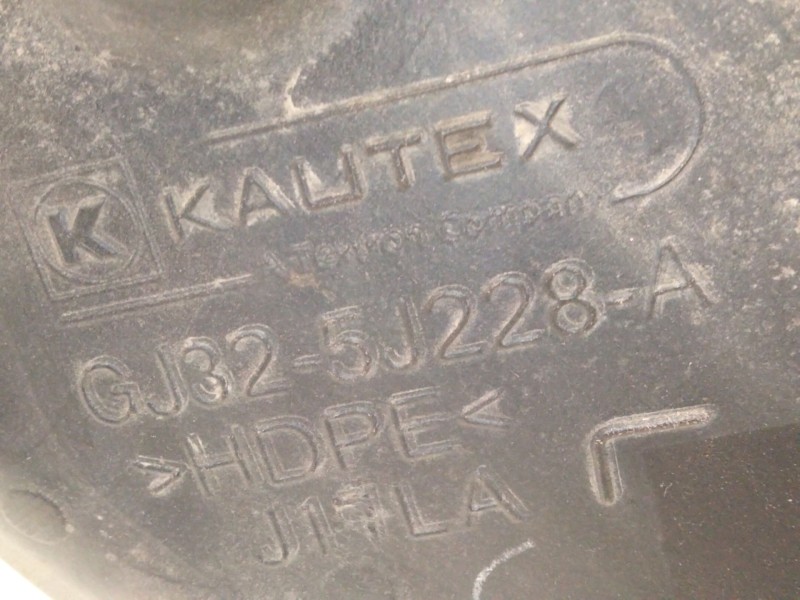 K KAUTEX
A Textron Company
GJ32-5J228-A
>HDPE<